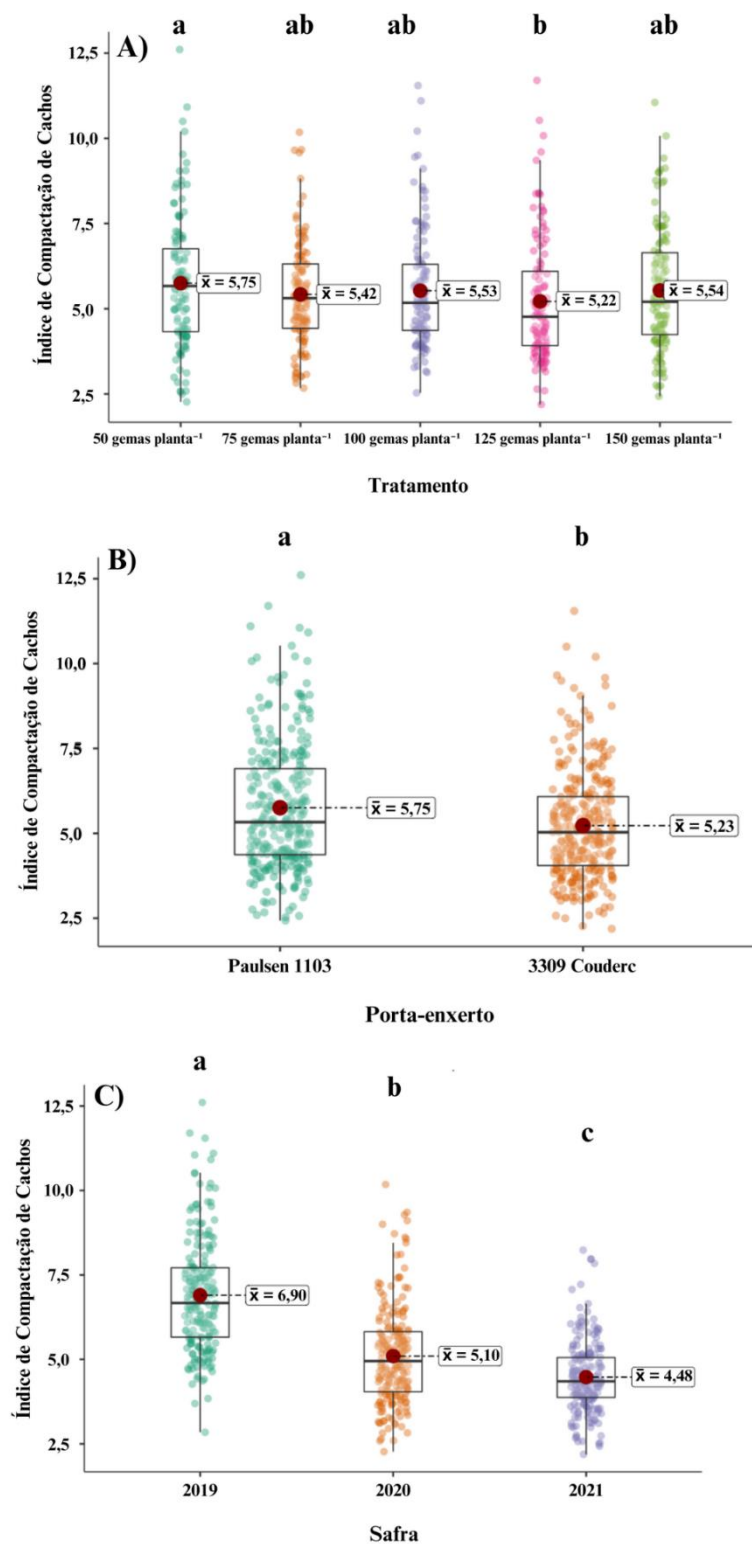 a ab ab b ab
A)
12,5
10,0
7,5
5,0
2,5
Índice de Compactação de Cachos
x̄ = 5,75
x̄ = 5,42
x̄ = 5,53
x̄ = 5,22
x̄ = 5,54
50 gemas planta⁻¹ 75 gemas planta⁻¹ 100 gemas planta⁻¹ 125 gemas planta⁻¹ 150 gemas planta⁻¹
Tratamento
a b
B)
12,5
10,0
7,5
5,0
2,5
Índice de Compactação de Cachos
x̄ = 5,75
x̄ = 5,23
Paulsen 1103 3309 Couderc
Porta-enxerto
a
b
c
C)
12,5
10,0
7,5
5,0
2,5
Índice de Compactação de Cachos
x̄ = 6,90
x̄ = 5,10
x̄ = 4,48
2019 2020 2021
Safra